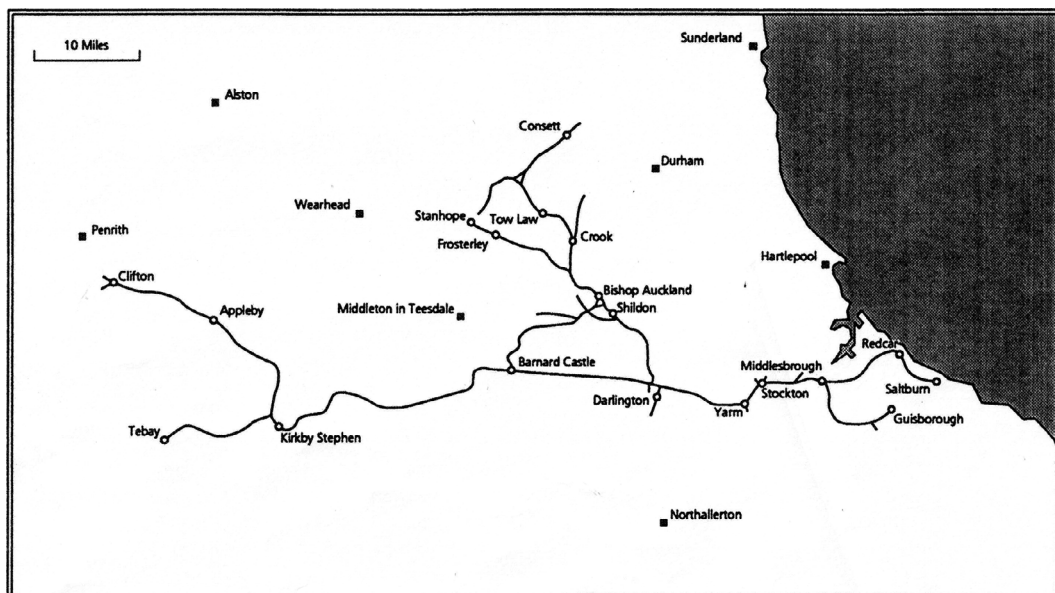 10 Miles
Sunderland
Alston
Consett
Durham
Wearhead
Stanhope
Tow Law
Penrith
Frosterley
Crook
Hartlepool
Clifton
Bishop Auckland
Appleby
Middleton in Teesdale
Shildon
Redcar
Barnard Castle
Middlesbrough
Stockton
Saltburn
Darlington
Yarm
Guisborough
Tebay
Kirkby Stephen
Northallerton